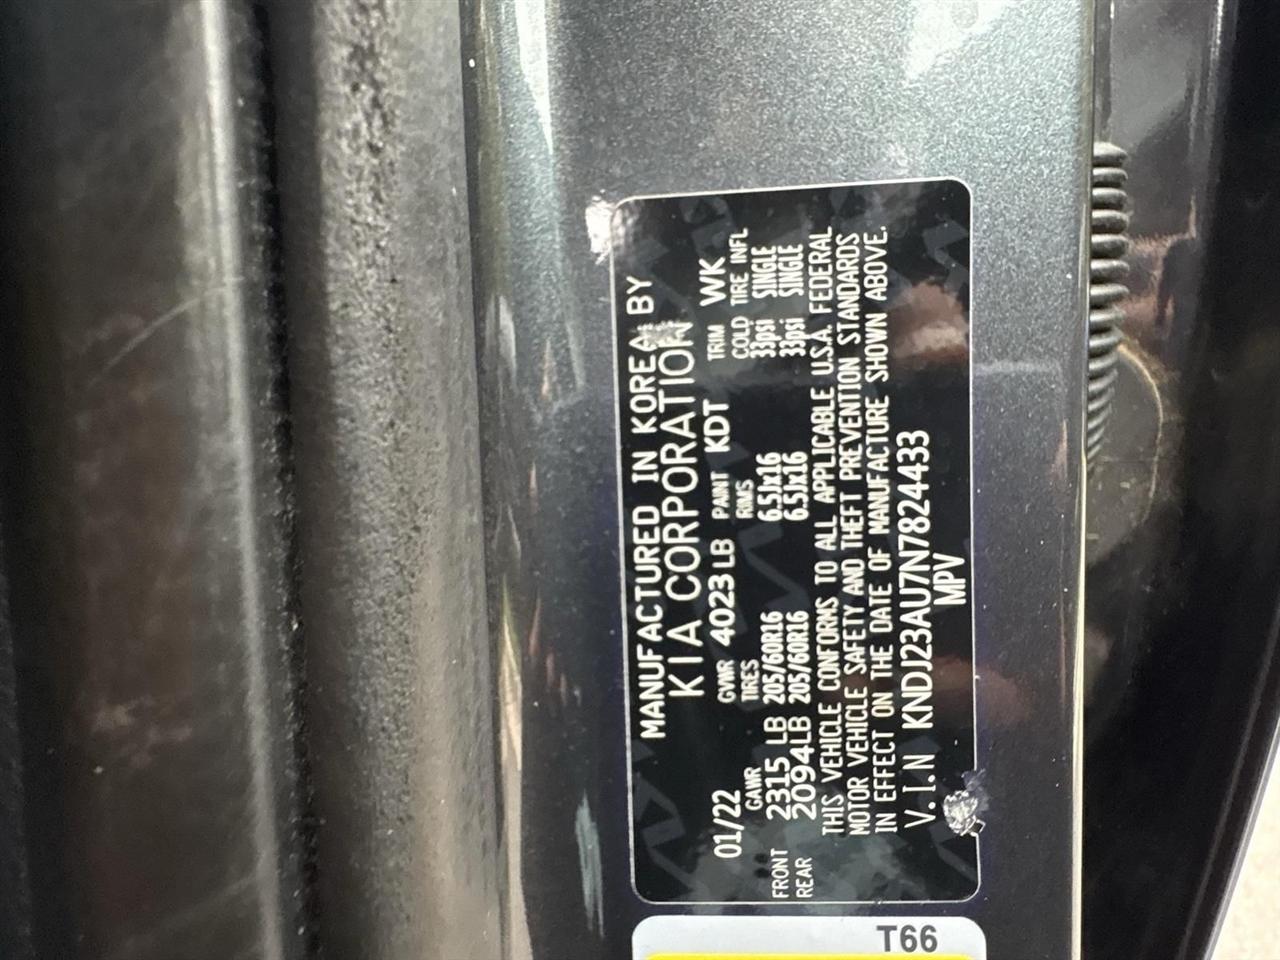 MANUFACTURED IN KOREA BY
KIA CORPORATION
01/22 GVWR 4023 LB PAINT KDT TRIM WK
GAWR TIRES RIMS COLD TIRE INFL
FRONT 2315 LB 205/60R16 6.5Jx16 33psi SINGLE
REAR 2094LB 205/60R16 6.5Jx16 33psi SINGLE
THIS VEHICLE CONFORMS TO ALL APPLICABLE U.S.A. FEDERAL
MOTOR VEHICLE SAFETY AND THEFT PREVENTION STANDARDS
IN EFFECT ON THE DATE OF MANUFACTURE SHOWN ABOVE.
V.I.N KNDJ23AU7N7824433
MPV
T66